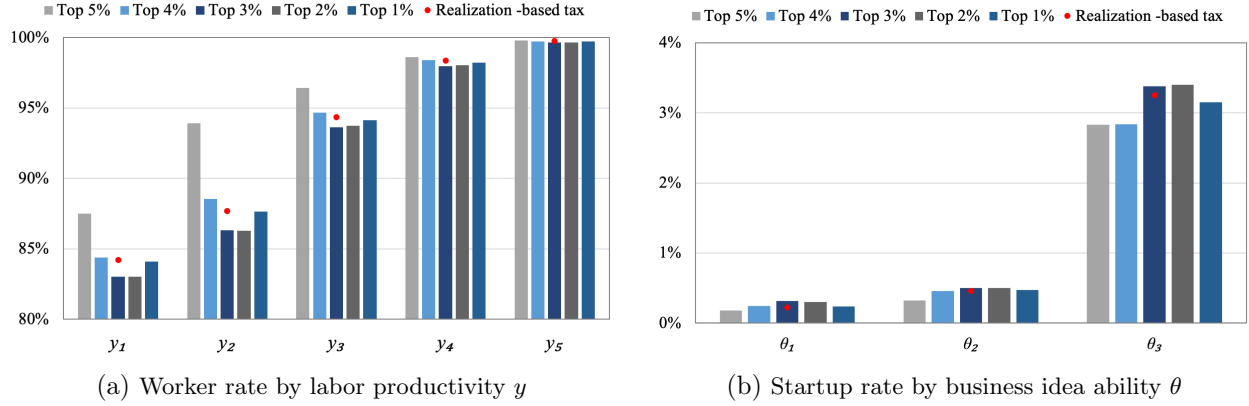 Top 5% Top 4% Top 3% Top 2% Top 1% Realization -based tax
100%
95%
90%
85%
80%
y₁ y₂ y₃ y₄ y₅
(a) Worker rate by labor productivity y
Top 5% Top 4% Top 3% Top 2% Top 1% Realization -based tax
4%
3%
2%
1%
0%
θ₁ θ₂ θ₃
(b) Startup rate by business idea ability θ